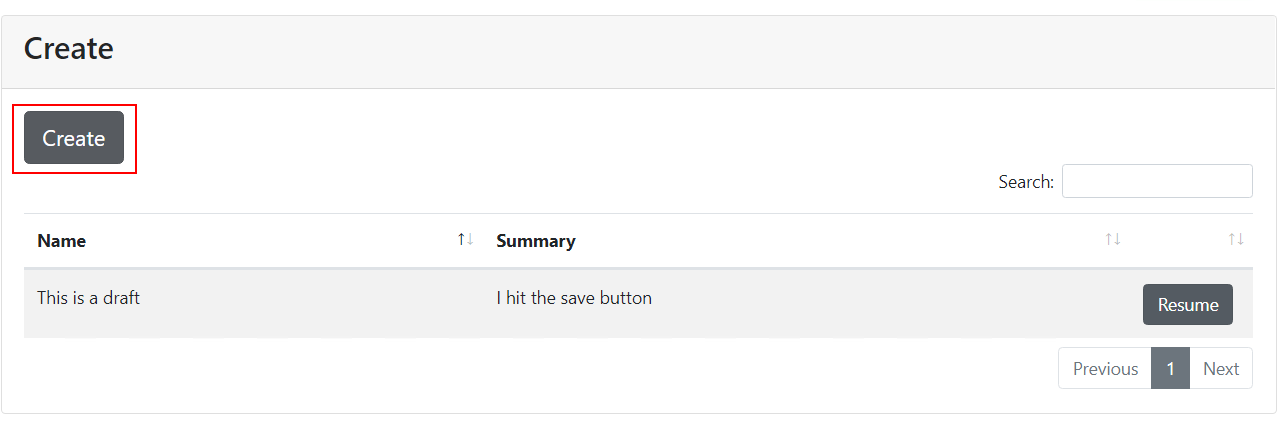 Create
Create
Search:
Name ↑↓ Summary ↑↓ ↑↓
This is a draft I hit the save button Resume
Previous 1 Next